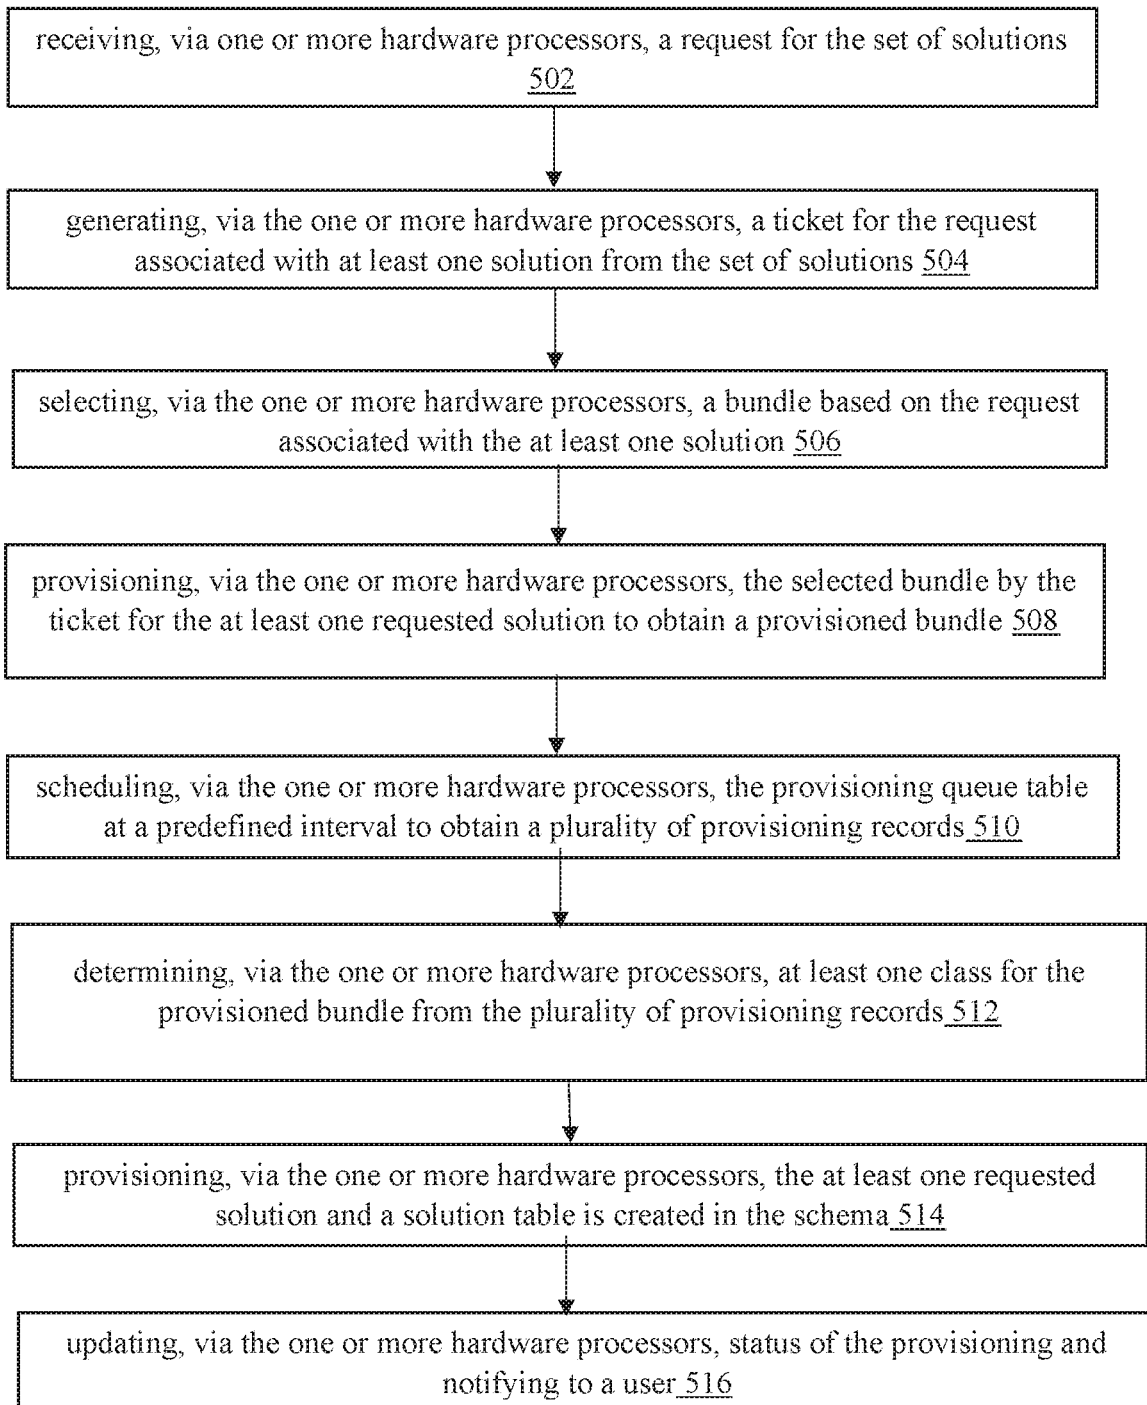 receiving, via one or more hardware processors, a request for the set of solutions
502
generating, via the one or more hardware processors, a ticket for the request
associated with at least one solution from the set of solutions 504
selecting, via the one or more hardware processors, a bundle based on the request
associated with the at least one solution 506
provisioning, via the one or more hardware processors, the selected bundle by the
ticket for the at least one requested solution to obtain a provisioned bundle 508
scheduling, via the one or more hardware processors, the provisioning queue table
at a predefined interval to obtain a plurality of provisioning records 510
determining, via the one or more hardware processors, at least one class for the
provisioned bundle from the plurality of provisioning records 512
provisioning, via the one or more hardware processors, the at least one requested
solution and a solution table is created in the schema 514
updating, via the one or more hardware processors, status of the provisioning and
notifying to a user 516